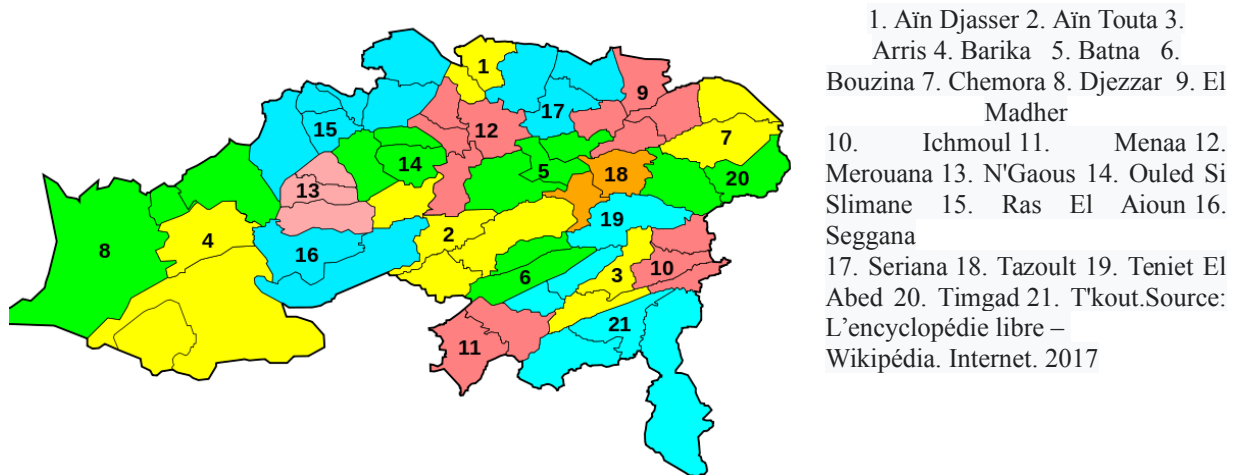 1
9
17
15
12
7
5
14
18
20
13
19
2
4
8
16
3
10
6
21
11
1. Aïn Djasser 2. Aïn Touta 3.
Arris 4. Barika 5. Batna 6.
Bouzina 7. Chemora 8. Djezzar 9. El
Madher
10. Ichmoul 11. Menaa 12.
Merouana 13. N'Gaous 14. Ouled Si
Slimane 15. Ras El Aioun 16.
Seggana
17. Seriana 18. Tazoult 19. Teniet El
Abed 20. Timgad 21. T'kout.Source:
L’encyclopédie libre –
Wikipédia. Internet. 2017